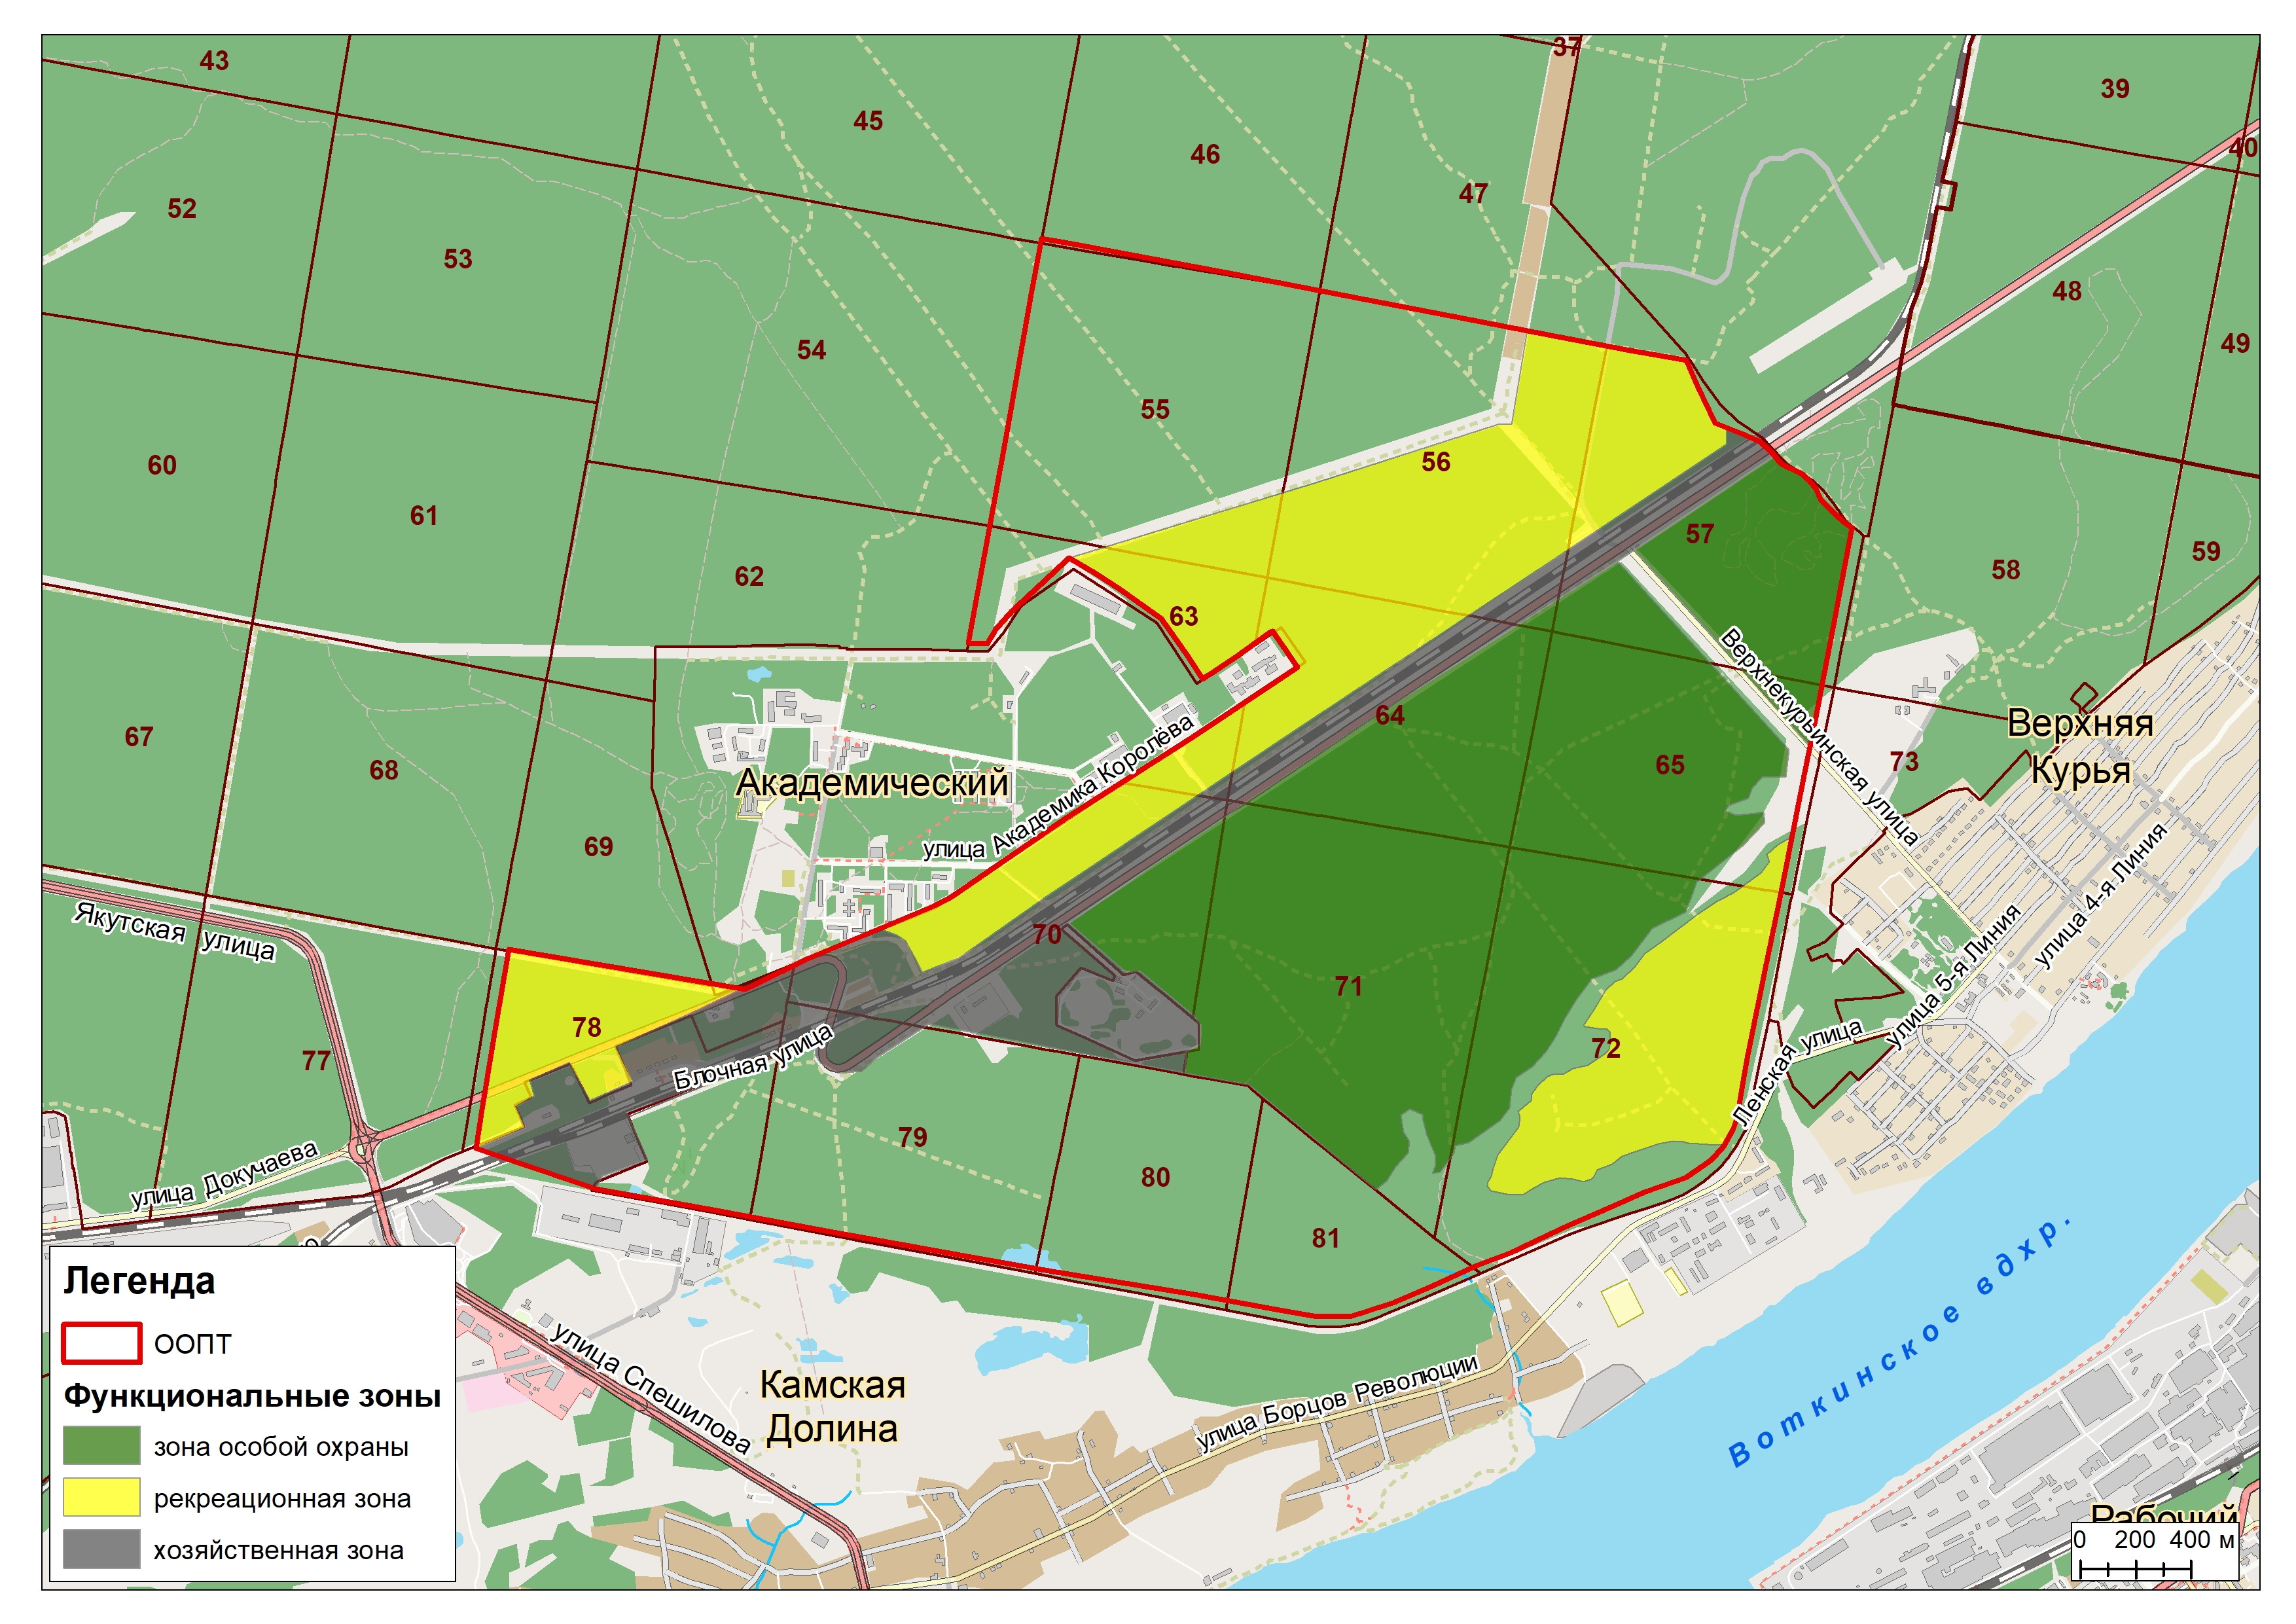 37
43
39
45
40
46
47
52
53
48
49
54
55
56
60
61
57
59
58
62
63
64
Верхнекурьинская улица
Верхняя
Курья
67
68
65
73
Академический
улица Академика Королёва
69
улица 4-я Линия
Якутская улица
70
улица 5-я Линия
71
78
72
77
Блочная улица
Ленская улица
79
80
улица Докучаева
81
Воткинское вдхр.
Легенда
ООПТ
Функциональные зоны
зона особой охраны
рекреационная зона
хозяйственная зона
улица Спешилова
Камская
Долина
улица Борцов Революции
Рабочий
0 200 400 м